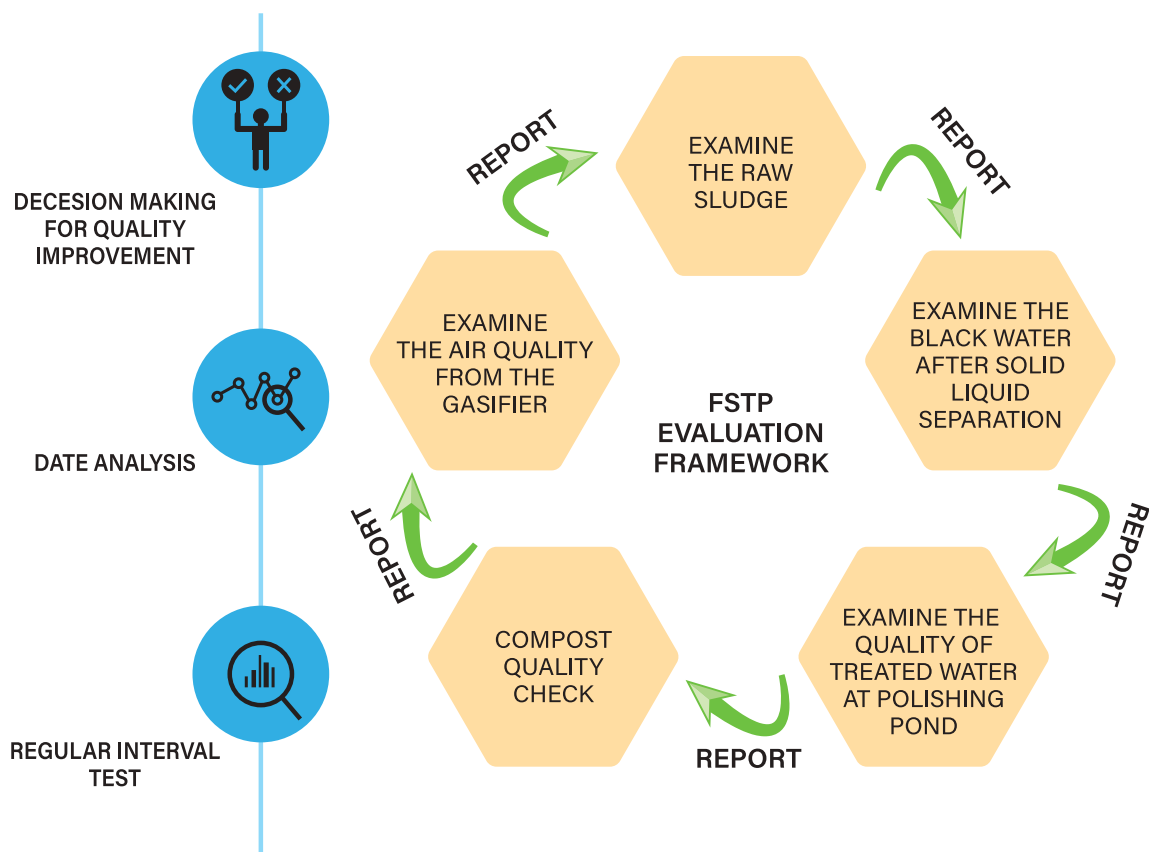 DECESION MAKING
FOR QUALITY
IMPROVEMENT
DATE ANALYSIS
REGULAR INTERVAL
TEST
EXAMINE
THE RAW
SLUDGE
REPORT
EXAMINE THE
BLACK WATER
AFTER SOLID
LIQUID
SEPARATION
REPORT
EXAMINE THE
QUALITY OF
TREATED WATER
AT POLISHING
POND
REPORT
COMPOST
QUALITY
CHECK
REPORT
EXAMINE
THE AIR QUALITY
FROM THE
GASIFIER
REPORT
FSTP
EVALUATION
FRAMEWORK